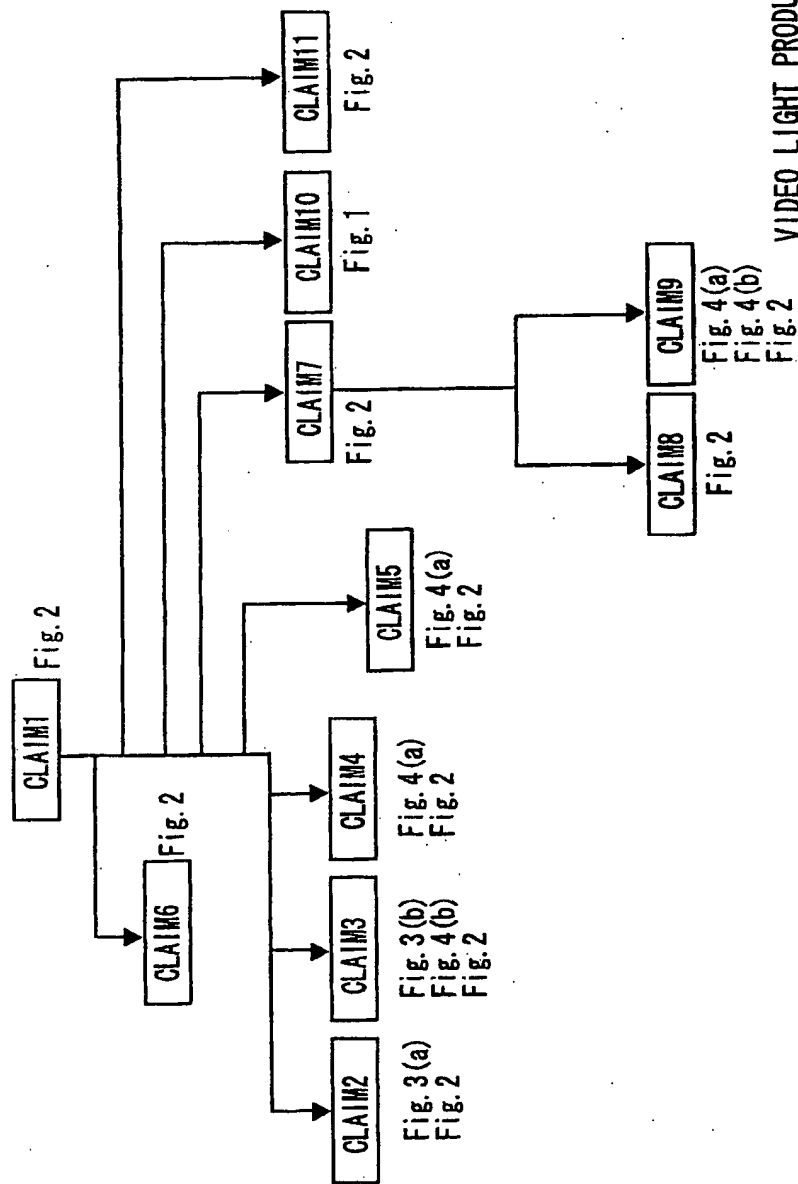 CLAIM1
Fig. 2
CLAIM6
Fig. 2
CLAIM2
Fig. 3(a)
Fig. 2
CLAIM3
Fig. 3(b)
Fig. 4(b)
Fig. 2
CLAIM4
Fig. 4(a)
Fig. 2
CLAIM5
Fig. 4(a)
Fig. 2
CLAIM7
Fig. 2
CLAIM10
Fig. 1
CLAIM11
Fig. 2
CLAIM8
Fig. 2
CLAIM9
Fig. 4(a)
Fig. 4(b)
Fig. 2
VIDEO LIGHT